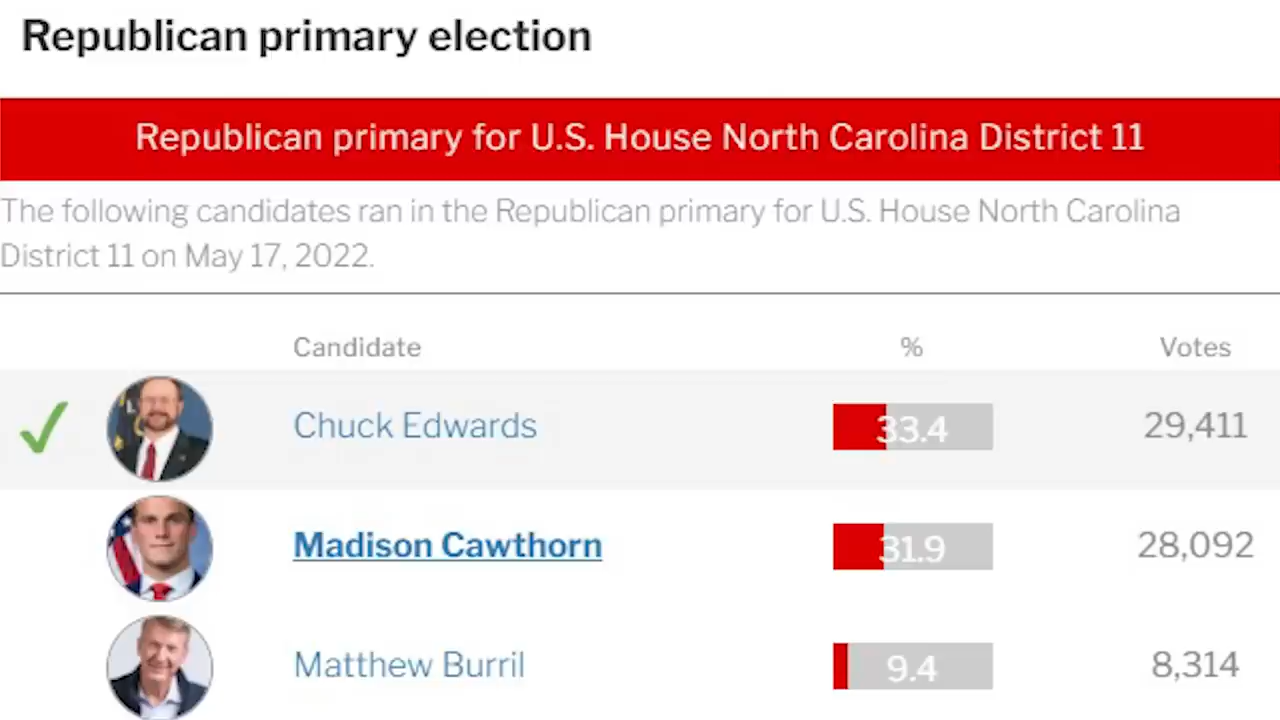 Republican primary election
Republican primary for U.S. House North Carolina District 11
The following candidates ran in the Republican primary for U.S. House North Carolina
District 11 on May 17, 2022.
Candidate % Votes
Chuck Edwards 33.4 29,411
Madison Cawthorn 31.9 28,092
Matthew Burril 9.4 8,314